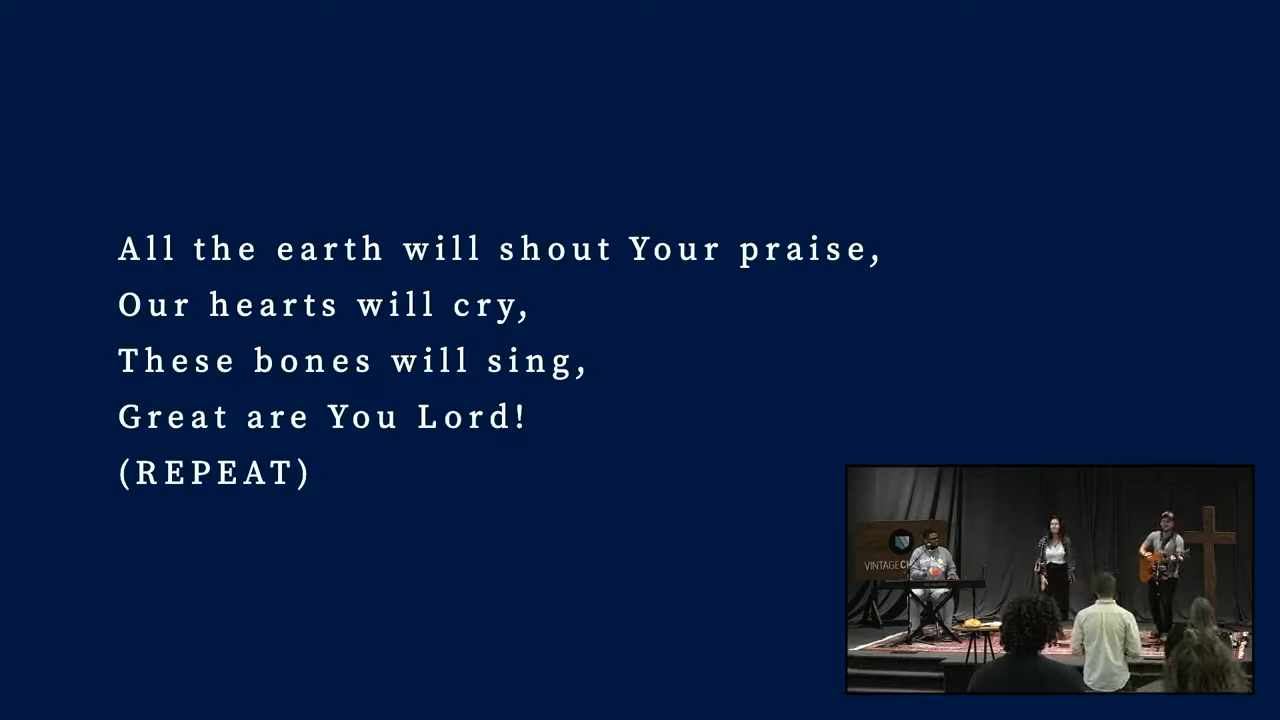 All the earth will shout Your praise,
Our hearts will cry,
These bones will sing,
Great are You Lord!
(REPEAT)
VINTAGE